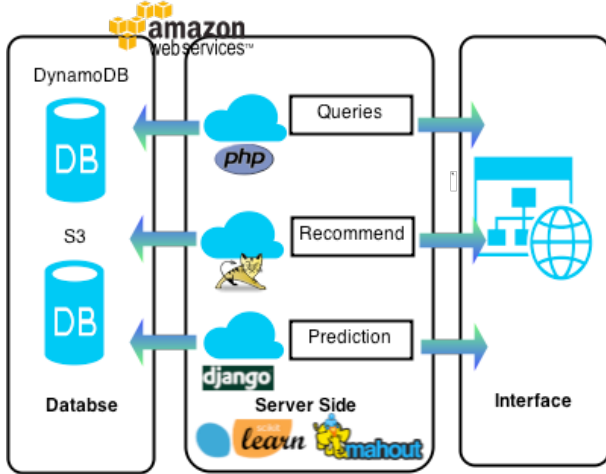 amazon
web services™
DynamoDB
DB
S3
DB
Databse
Queries
php
Recommend
Prediction
django
Server Side
scikit
learn
mahout
Interface